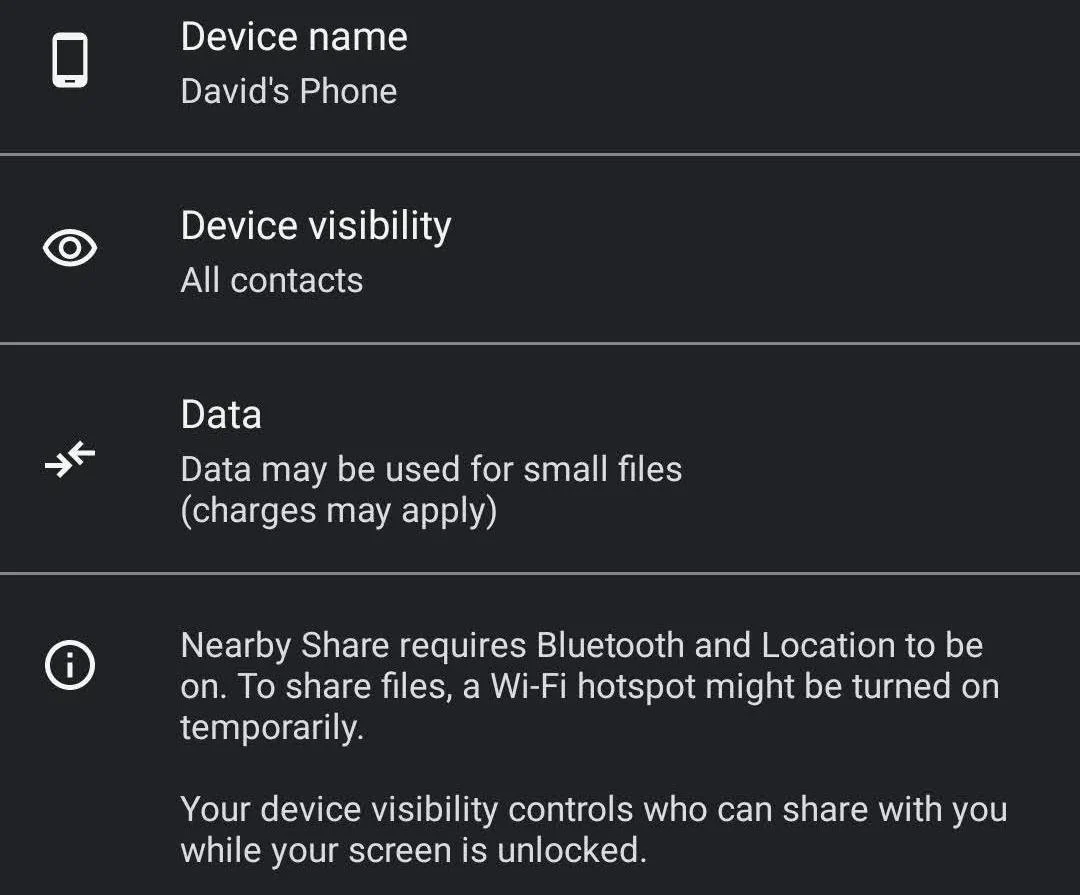 Device name
David's Phone
Device visibility
All contacts
Data
Data may be used for small files
(charges may apply)
Nearby Share requires Bluetooth and Location to be
on. To share files, a Wi-Fi hotspot might be turned on
temporarily.
Your device visibility controls who can share with you
while your screen is unlocked.